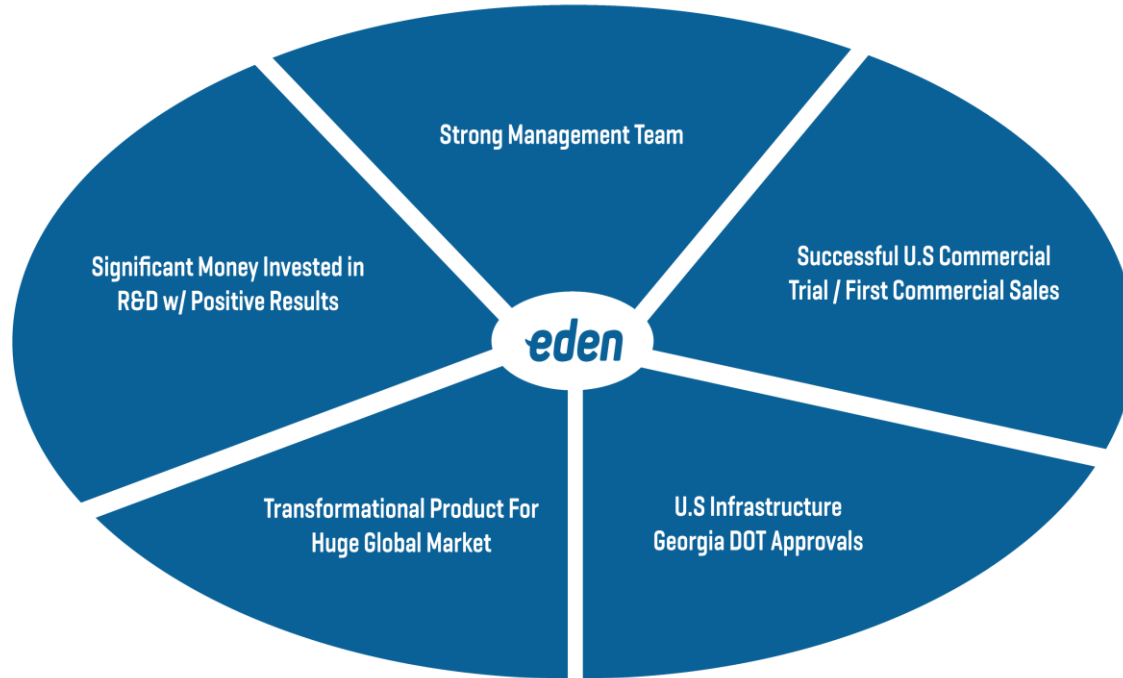 Strong Management Team
Significant Money Invested in
R&D w/ Positive Results
Successful U.S Commercial
Trial / First Commercial Sales
eden
Transformational Product For
Huge Global Market
U.S Infrastructure
Georgia DOT Approvals